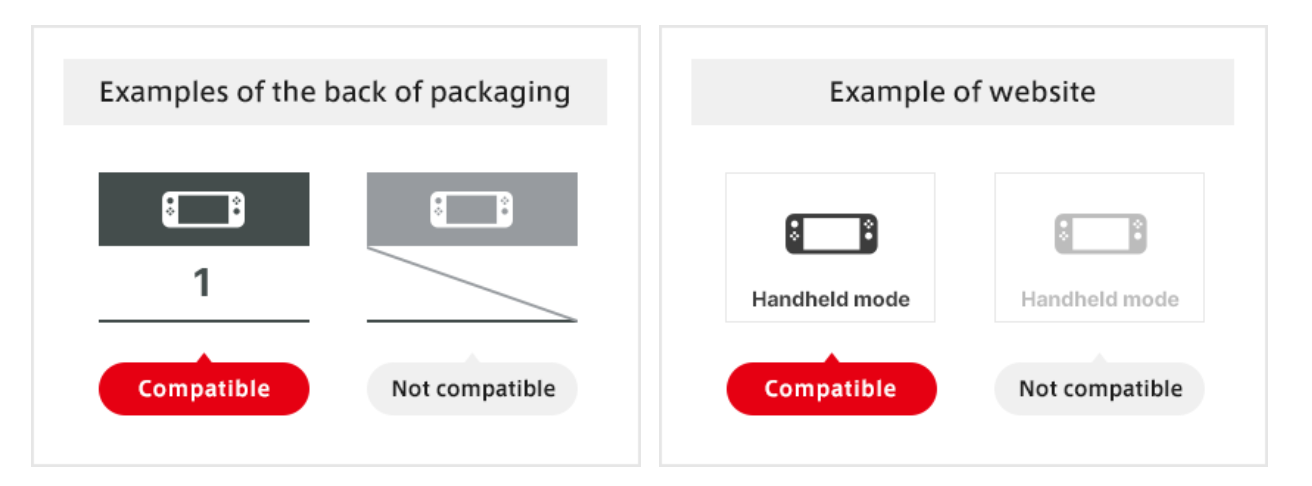 Examples of the back of packaging
1
Compatible
Not compatible
Example of website
Handheld mode
Handheld mode
Compatible
Not compatible